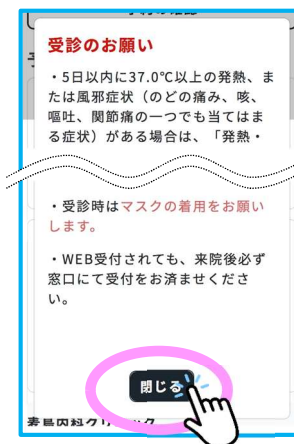 受診のお願い
・5日以内に37.0℃以上の発熱、ま
たは風邪症状（のどの痛み、咳、
嘔吐、関節痛の一つでも当てはま
る症状）がある場合は、「発熱・
・受診時はマスクの着用をお願い
します。
・WEB受付されても、来院後必ず
窓口にて受付をお済ませくださ
い。
閉じる